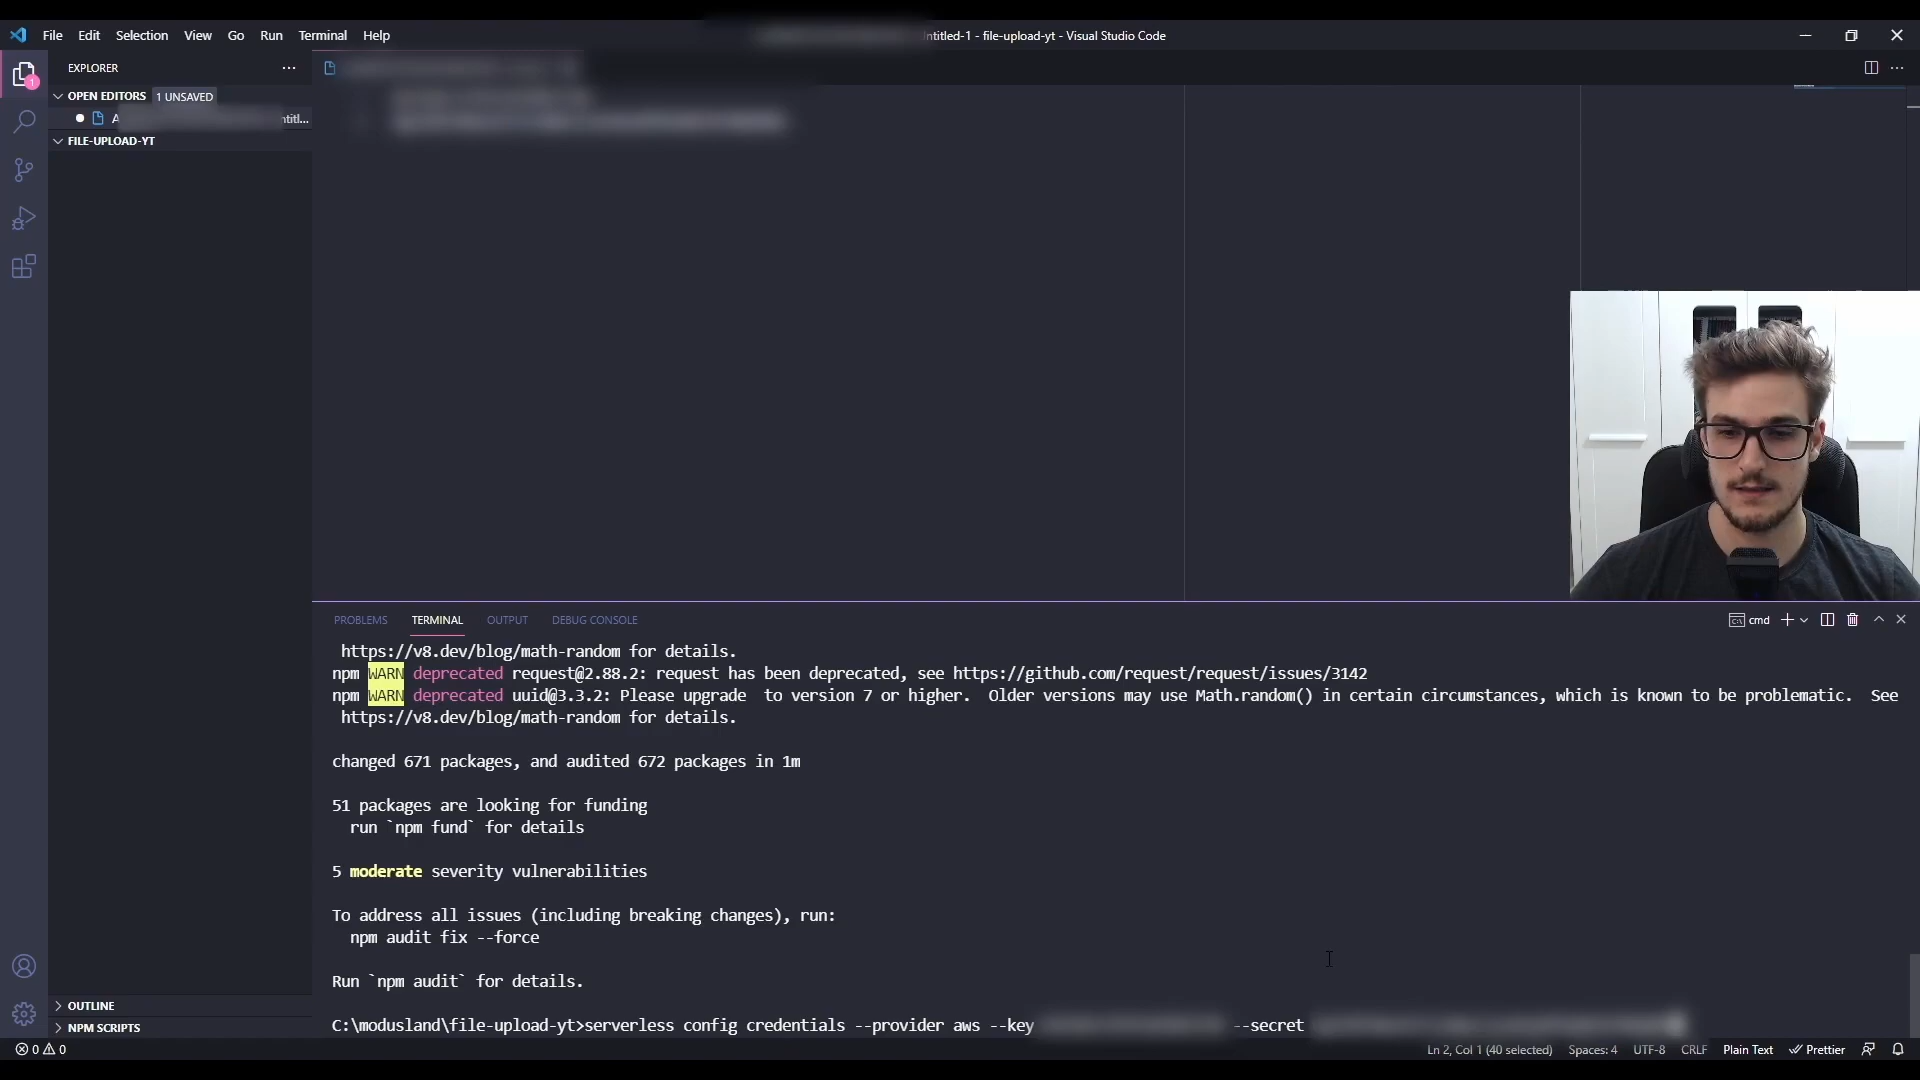 File Edit Selection View Go Run Terminal Help
ntitled-1 - file-upload-yt - Visual Studio Code
EXPLORER
OPEN EDITORS 1 UNSAVED
A ntitl...
FILE-UPLOAD-YT
1
OUTLINE
NPM SCRIPTS
PROBLEMS TERMINAL OUTPUT DEBUG CONSOLE
cmd
https://v8.dev/blog/math-random for details.
npm WARN deprecated request@2.88.2: request has been deprecated, see https://github.com/request/request/issues/3142
npm WARN deprecated uuid@3.3.2: Please upgrade  to version 7 or higher.  Older versions may use Math.random() in certain circumstances, which is known to be problematic.  See
https://v8.dev/blog/math-random for details.
changed 671 packages, and audited 672 packages in 1m
51 packages are looking for funding
run `npm fund` for details
5 moderate severity vulnerabilities
To address all issues (including breaking changes), run:
npm audit fix --force
Run `npm audit` for details.
C:\modusland\file-upload-yt>serverless config credentials --provider aws --key --secret
0 0
Ln 2, Col 1 (40 selected) Spaces: 4 UTF-8 CRLF Plain Text Prettier